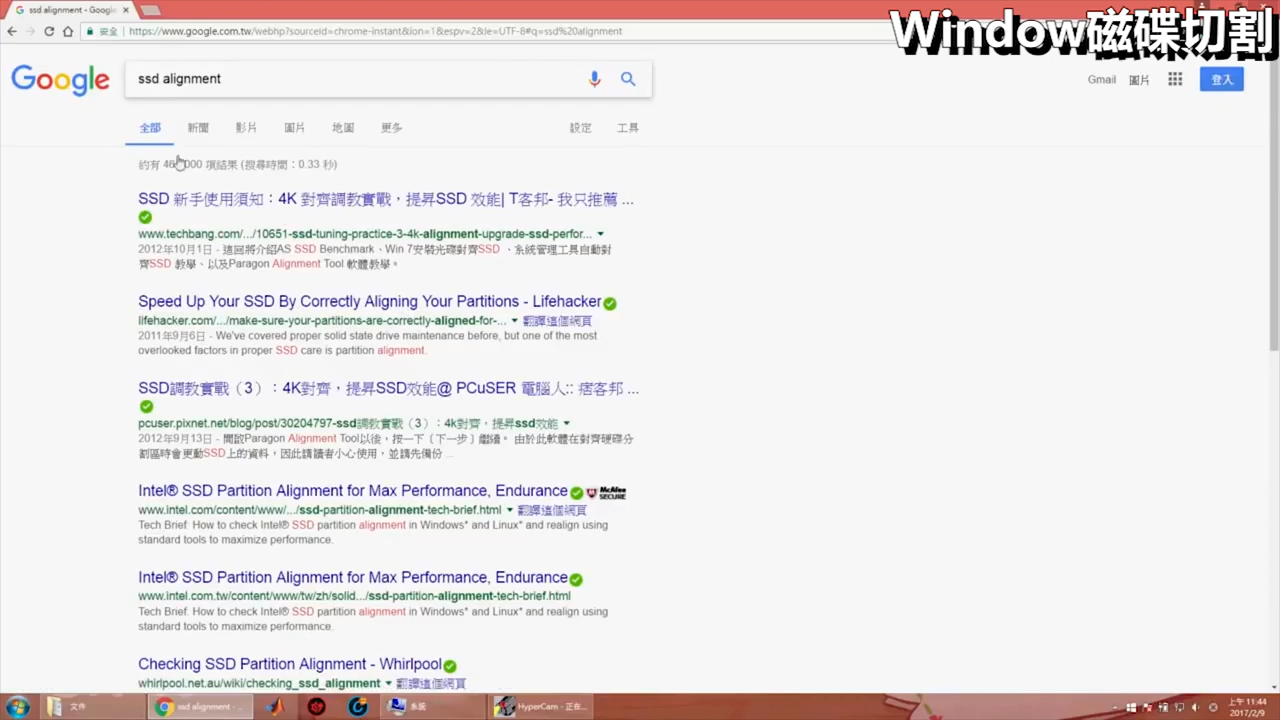 ssd alignment - Google
Window磁碟切割
安全 | https://www.google.com.tw/webhp?sourceid=chrome-instant&ion=1&espv=2&ie=UTF-8#q=ssd%20alignment
Google
ssd alignment
Gmail 圖片 登入
全部 新聞 影片 圖片 地圖 更多 設定 工具
項結果 (搜尋時間：0.33 秒)
SSD 新手使用須知：4K 對齊調教實戰，提昇SSD 效能| T客邦- 我只推薦 ...
www.techbang.com/.../10651-ssd-tuning-practice-3-4k-alignment-upgrade-ssd-perfor...
2012年10月1日 - 這回將介紹AS SSD Benchmark、Win 7安裝光碟對齊SSD 、系統管理工具自動對
齊SSD 教學、以及Paragon Alignment Tool 軟體教學。
Speed Up Your SSD By Correctly Aligning Your Partitions - Lifehacker
lifehacker.com/.../make-sure-your-partitions-are-correctly-aligned-for-... 翻譯這個網頁
2011年9月6日 - We've covered proper solid state drive maintenance before, but one of the most
overlooked factors in proper SSD care is partition alignment.
SSD調教實戰（3）：4K對齊，提昇SSD效能@ PCuSER 電腦人:: 痞客邦 ...
pcuser.pixnet.net/blog/post/30204797-ssd調教實戰（3）：4k對齊，提昇ssd效能
2012年9月13日 - 開啟Paragon Alignment Tool以後，按一下〔下一步〕繼續。 由於此軟體在對齊硬碟分
割區時會更動SSD上的資料，因此請讀者小心使用，並請先備份 ...
Intel® SSD Partition Alignment for Max Performance, Endurance McAfee SECURE
www.intel.com/content/www/.../ssd-partition-alignment-tech-brief.html 翻譯這個網頁
Tech Brief: How to check Intel® SSD partition alignment in Windows* and Linux* and realign using
standard tools to maximize performance.
Intel® SSD Partition Alignment for Max Performance, Endurance
www.intel.com.tw/content/www/tw/zh/solid.../ssd-partition-alignment-tech-brief.html
Tech Brief: How to check Intel® SSD partition alignment in Windows* and Linux* and realign using
standard tools to maximize performance.
Checking SSD Partition Alignment - Whirlpool
whirlpool.net.au/wiki/checking_ssd_alignment 翻譯這個網頁
文件 ssd alignment - ... 系統 HyperCam - 正在...
上午 11:44
2017/2/9